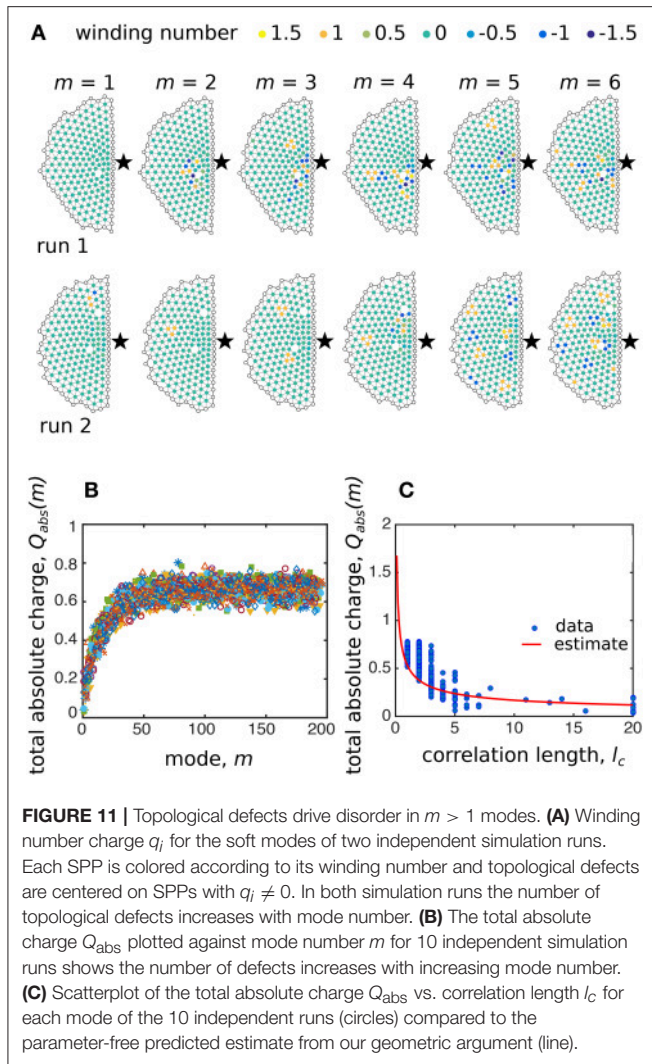 A winding number 1.5 1 0.5 0 -0.5 -1 -1.5
m = 1 m = 2 m = 3 m = 4 m = 5 m = 6
run 1
run 2
B
total absolute charge, Qabs(m)
1
0.8
0.6
0.4
0.2
0
0 50 100 150 200
mode, m
C
total absolute charge, Qabs(m)
2
1.5
1
0.5
0
data
estimate
0 5 10 15 20
correlation length, lc
FIGURE 11 | Topological defects drive disorder in m > 1 modes. (A) Winding
number charge qi for the soft modes of two independent simulation runs.
Each SPP is colored according to its winding number and topological defects
are centered on SPPs with qi ≠ 0. In both simulation runs the number of
topological defects increases with mode number. (B) The total absolute
charge Qabs plotted against mode number m for 10 independent simulation
runs shows the number of defects increases with increasing mode number.
(C) Scatterplot of the total absolute charge Qabs vs. correlation length lc for
each mode of the 10 independent runs (circles) compared to the
parameter-free predicted estimate from our geometric argument (line).